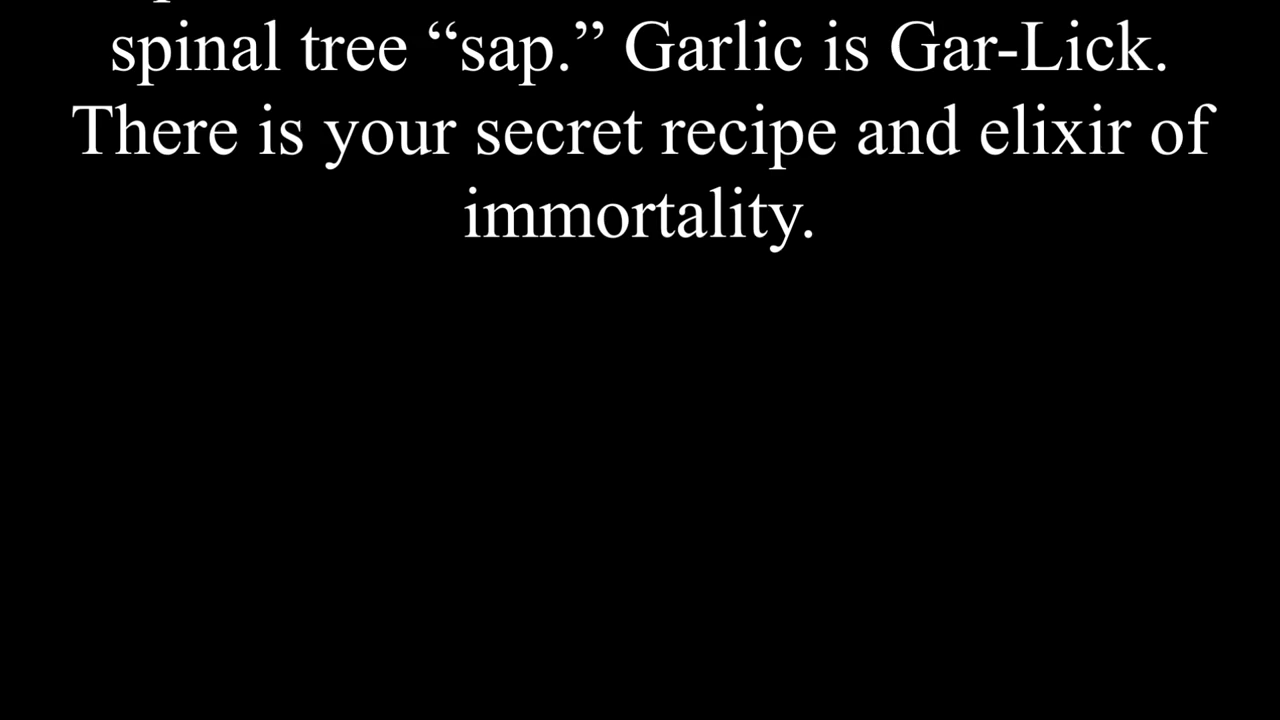 spinal tree “sap.” Garlic is Gar-Lick.
There is your secret recipe and elixir of
immortality.